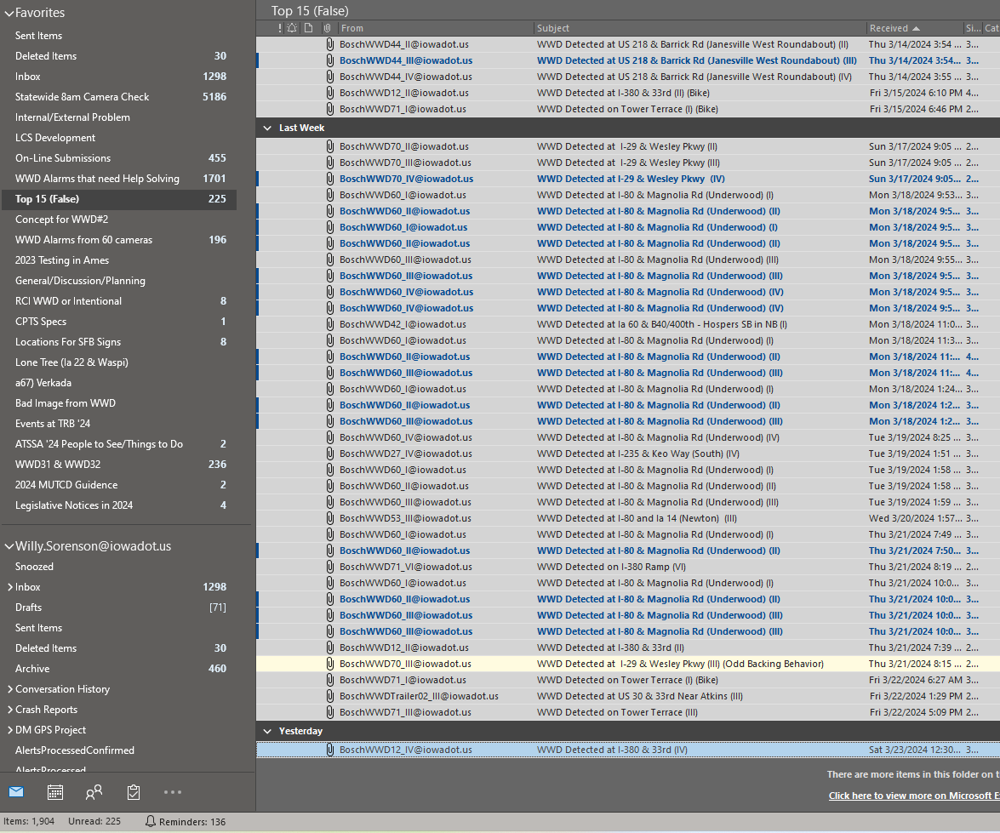 Favorites
Sent Items
Deleted Items 30
Inbox 1298
Statewide 8am Camera Check 5186
Internal/External Problem
LCS Development
On-Line Submissions 455
WWD Alarms that need Help Solving 1701
Top 15 (False) 225
Concept for WWD#2
WWD Alarms from 60 cameras 196
2023 Testing in Ames
General/Discussion/Planning
RCI WWD or Intentional 8
CPTS Specs 1
Locations For SFB Signs 8
Lone Tree (Ia 22 & Waspi)
a67) Verkada
Bad Image from WWD
Events at TRB '24
ATSSA '24 People to See/Things to Do 2
WWD31 & WWD32 236
2024 MUTCD Guidence 2
Legislative Notices in 2024 4
Willy.Sorenson@iowadot.us
Snoozed
Inbox 1298
Drafts [71]
Sent Items
Deleted Items 30
Archive 460
Conversation History
Crash Reports
DM GPS Project
AlertsProcessedConfirmed
AlertsProcessed
Top 15 (False)
! From Subject Received Si... Cat
BoschWWD44_II@iowadot.us WWD Detected at US 218 & Barrick Rd (Janesville West Roundabout) (II) Thu 3/14/2024 3:54 ... 3...
BoschWWD44_III@iowadot.us WWD Detected at US 218 & Barrick Rd (Janesville West Roundabout) (III) Thu 3/14/2024 3:54... 3...
BoschWWD44_IV@iowadot.us WWD Detected at US 218 & Barrick Rd (Janesville West Roundabout) (IV) Thu 3/14/2024 3:55 ... 3...
BoschWWD12_II@iowadot.us WWD Detected at I-380 & 33rd (II) (Bike) Fri 3/15/2024 6:10 PM 4...
BoschWWD71_I@iowadot.us WWD Detected on Tower Terrace (I) (Bike) Fri 3/15/2024 6:46 PM 2...
Last Week
BoschWWD70_II@iowadot.us WWD Detected at I-29 & Wesley Pkwy (II) Sun 3/17/2024 9:05 ... 2...
BoschWWD70_III@iowadot.us WWD Detected at I-29 & Wesley Pkwy (III) Sun 3/17/2024 9:05 ... 3...
BoschWWD70_IV@iowadot.us WWD Detected at I-29 & Wesley Pkwy (IV) Sun 3/17/2024 9:05... 2...
BoschWWD60_I@iowadot.us WWD Detected at I-80 & Magnolia Rd (Underwood) (I) Mon 3/18/2024 9:53... 3...
BoschWWD60_II@iowadot.us WWD Detected at I-80 & Magnolia Rd (Underwood) (II) Mon 3/18/2024 9:5... 3...
BoschWWD60_I@iowadot.us WWD Detected at I-80 & Magnolia Rd (Underwood) (I) Mon 3/18/2024 9:5... 3...
BoschWWD60_II@iowadot.us WWD Detected at I-80 & Magnolia Rd (Underwood) (II) Mon 3/18/2024 9:5... 3...
BoschWWD60_III@iowadot.us WWD Detected at I-80 & Magnolia Rd (Underwood) (III) Mon 3/18/2024 9:55... 3...
BoschWWD60_III@iowadot.us WWD Detected at I-80 & Magnolia Rd (Underwood) (III) Mon 3/18/2024 9:5... 3...
BoschWWD60_IV@iowadot.us WWD Detected at I-80 & Magnolia Rd (Underwood) (IV) Mon 3/18/2024 9:5... 3...
BoschWWD60_IV@iowadot.us WWD Detected at I-80 & Magnolia Rd (Underwood) (IV) Mon 3/18/2024 9:5... 3...
BoschWWD42_I@iowadot.us WWD Detected at Ia 60 & B40/400th - Hospers SB in NB (I) Mon 3/18/2024 11:0... 3...
BoschWWD60_I@iowadot.us WWD Detected at I-80 & Magnolia Rd (Underwood) (I) Mon 3/18/2024 11:3... 3...
BoschWWD60_II@iowadot.us WWD Detected at I-80 & Magnolia Rd (Underwood) (II) Mon 3/18/2024 11:... 4...
BoschWWD60_III@iowadot.us WWD Detected at I-80 & Magnolia Rd (Underwood) (III) Mon 3/18/2024 11:... 4...
BoschWWD60_I@iowadot.us WWD Detected at I-80 & Magnolia Rd (Underwood) (I) Mon 3/18/2024 1:24... 3...
BoschWWD60_II@iowadot.us WWD Detected at I-80 & Magnolia Rd (Underwood) (II) Mon 3/18/2024 1:2... 3...
BoschWWD60_III@iowadot.us WWD Detected at I-80 & Magnolia Rd (Underwood) (III) Mon 3/18/2024 1:2... 3...
BoschWWD60_IV@iowadot.us WWD Detected at I-80 & Magnolia Rd (Underwood) (IV) Tue 3/19/2024 8:25 ... 3...
BoschWWD27_IV@iowadot.us WWD Detected at I-235 & Keo Way (South) (IV) Tue 3/19/2024 1:51 ... 3...
BoschWWD60_I@iowadot.us WWD Detected at I-80 & Magnolia Rd (Underwood) (I) Tue 3/19/2024 1:58 ... 3...
BoschWWD60_II@iowadot.us WWD Detected at I-80 & Magnolia Rd (Underwood) (II) Tue 3/19/2024 1:58 ... 3...
BoschWWD60_III@iowadot.us WWD Detected at I-80 & Magnolia Rd (Underwood) (III) Tue 3/19/2024 1:59 ... 3...
BoschWWD53_III@iowadot.us WWD Detected at I-80 and Ia 14 (Newton) (III) Wed 3/20/2024 1:57... 3...
BoschWWD60_I@iowadot.us WWD Detected at I-80 & Magnolia Rd (Underwood) (I) Thu 3/21/2024 7:49 ... 3...
BoschWWD60_II@iowadot.us WWD Detected at I-80 & Magnolia Rd (Underwood) (II) Thu 3/21/2024 7:50... 3...
BoschWWD71_VI@iowadot.us WWD Detected on I-380 Ramp (VI) Thu 3/21/2024 8:19 ... 2...
BoschWWD60_I@iowadot.us WWD Detected at I-80 & Magnolia Rd (Underwood) (I) Thu 3/21/2024 10:0... 3...
BoschWWD60_II@iowadot.us WWD Detected at I-80 & Magnolia Rd (Underwood) (II) Thu 3/21/2024 10:0... 3...
BoschWWD60_III@iowadot.us WWD Detected at I-80 & Magnolia Rd (Underwood) (III) Thu 3/21/2024 10:0... 3...
BoschWWD60_III@iowadot.us WWD Detected at I-80 & Magnolia Rd (Underwood) (III) Thu 3/21/2024 10:0... 3...
BoschWWD12_II@iowadot.us WWD Detected at I-380 & 33rd (II) Thu 3/21/2024 7:39 ... 2...
BoschWWD70_III@iowadot.us WWD Detected at I-29 & Wesley Pkwy (III) (Odd Backing Behavior) Thu 3/21/2024 8:15 ... 2...
BoschWWD71_I@iowadot.us WWD Detected on Tower Terrace (I) (Bike) Fri 3/22/2024 6:27 AM 3...
BoschWWDTrailer02_III@iowadot.us WWD Detected at US 30 & 33rd Near Atkins (III) Fri 3/22/2024 1:29 PM 2...
BoschWWD71_III@iowadot.us WWD Detected on Tower Terrace (III) Fri 3/22/2024 5:09 PM 2...
Yesterday
BoschWWD12_IV@iowadot.us WWD Detected at I-380 & 33rd (IV) Sat 3/23/2024 12:30... 3...
There are more items in this folder on t
Click here to view more on Microsoft E
Items: 1,904 Unread: 225 Reminders: 136